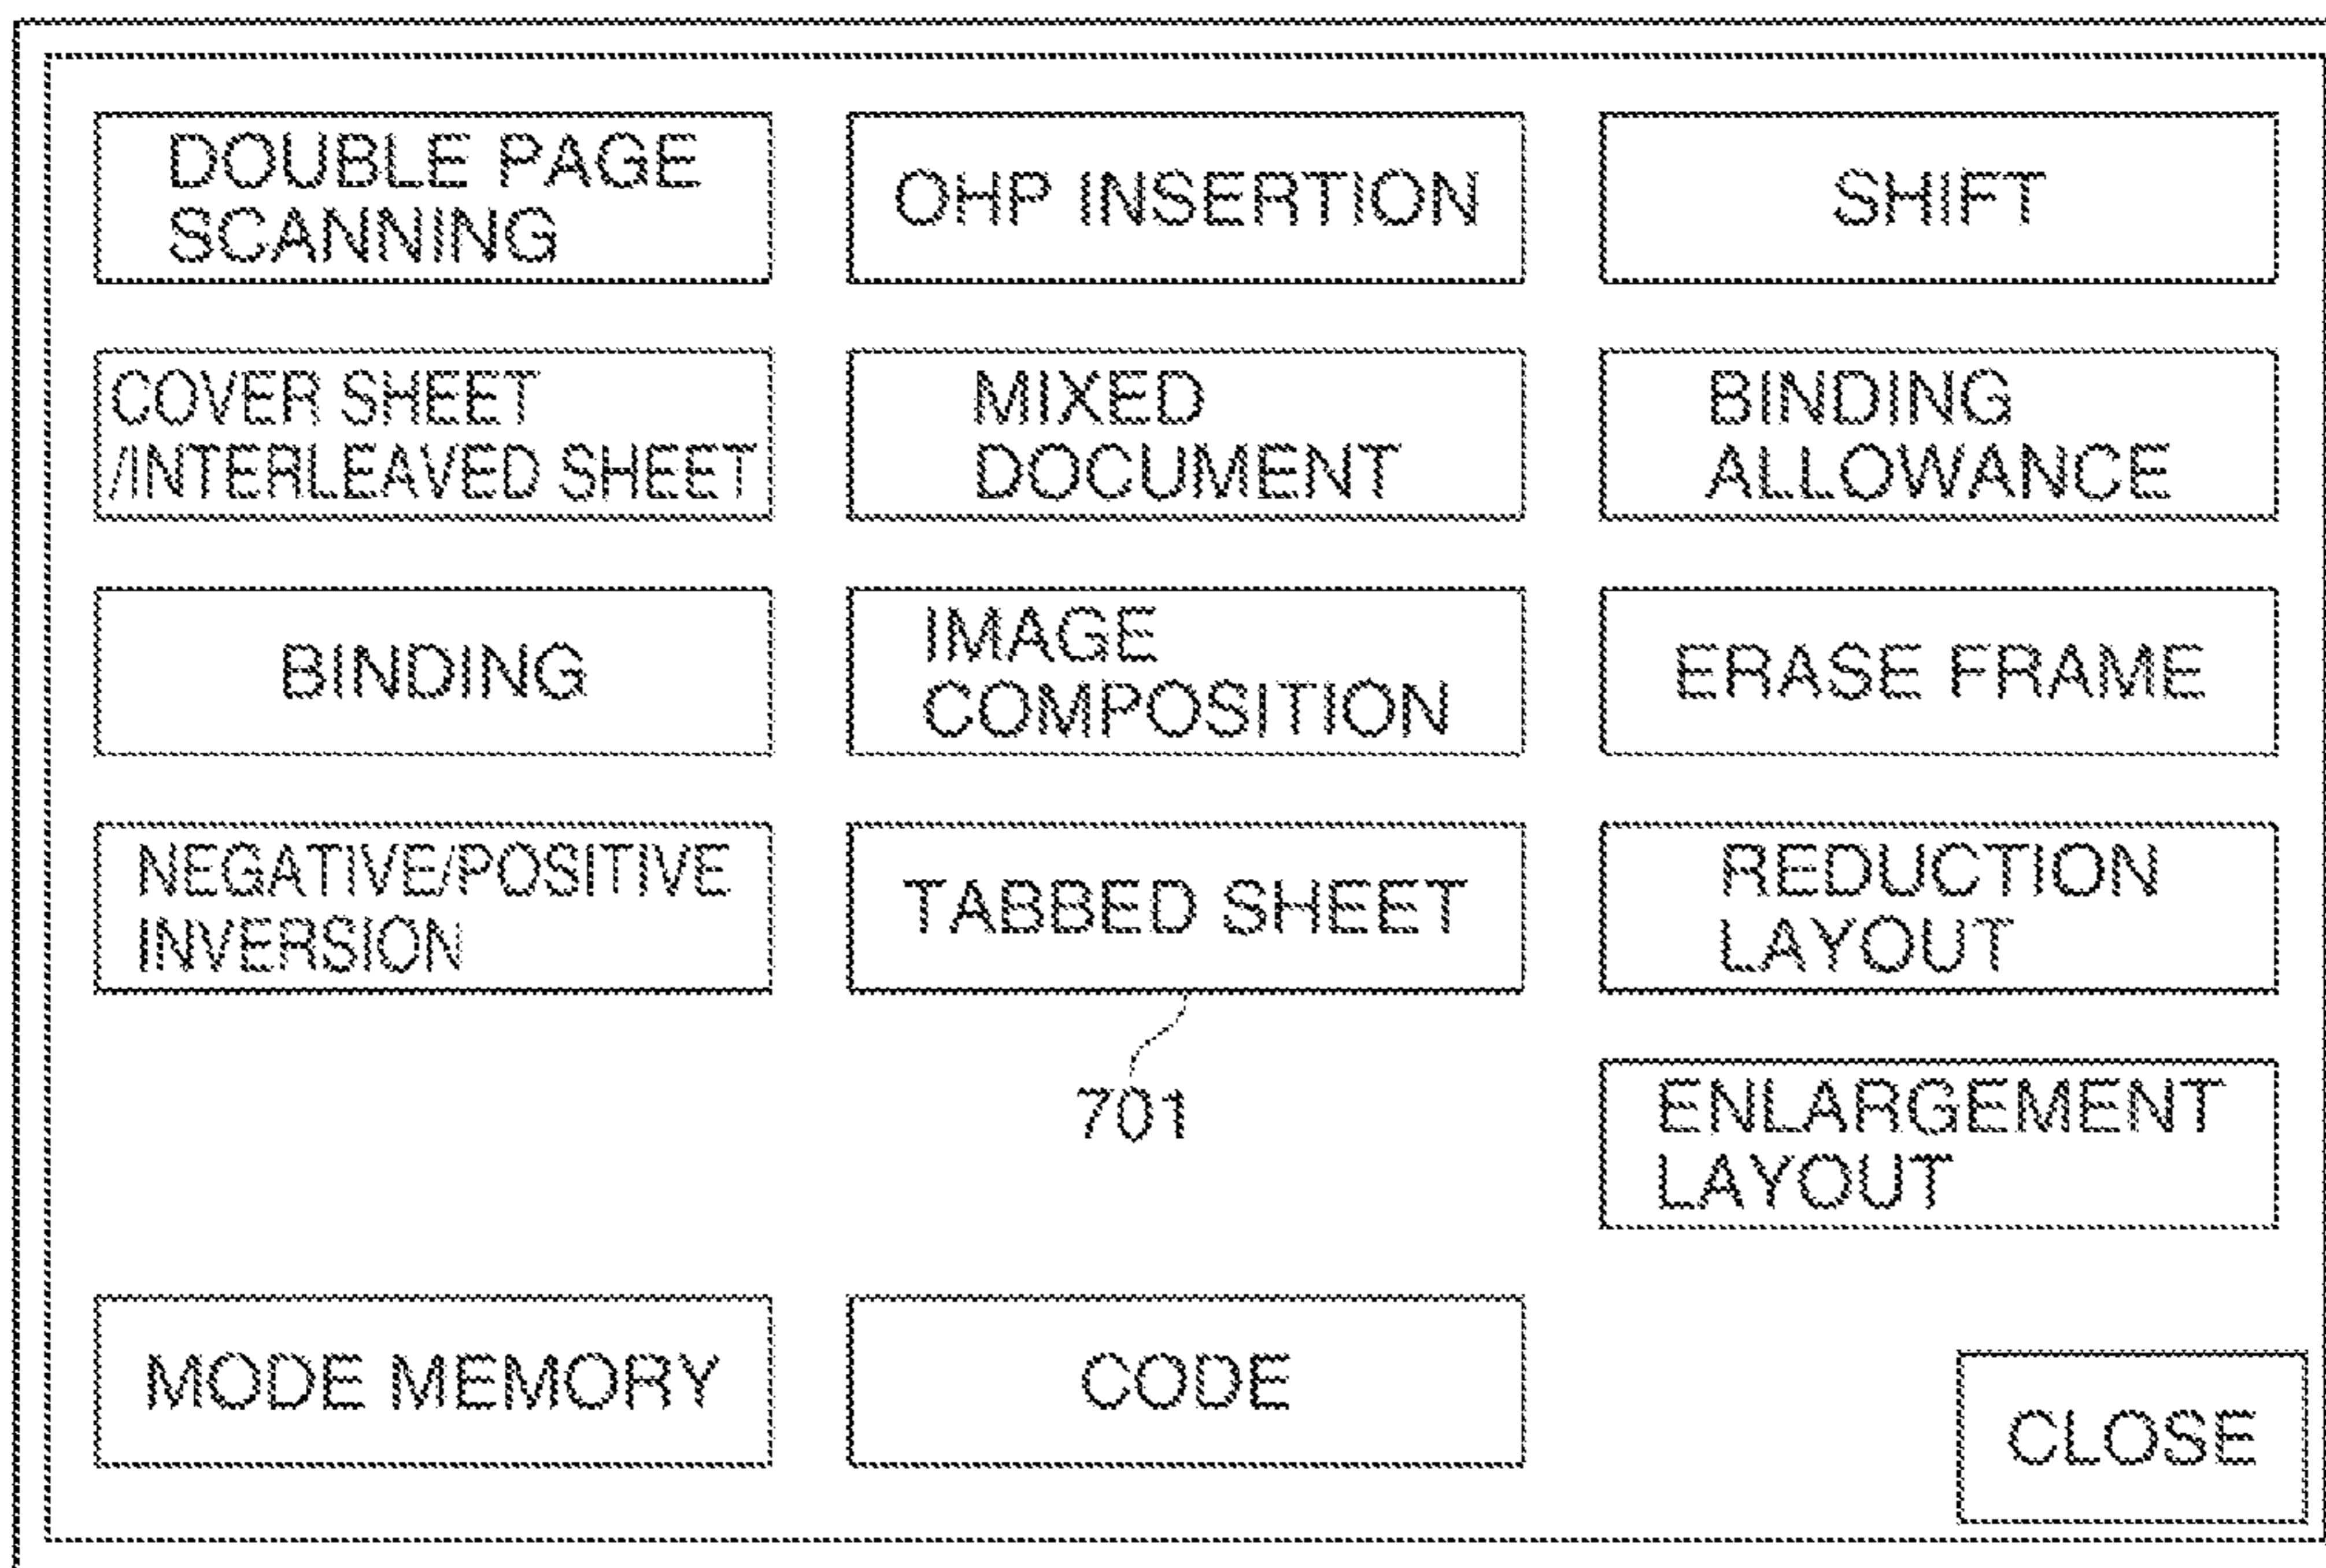 DOUBLE PAGE
SCANNING
OHP INSERTION
SHIFT
COVER SHEET
/INTERLEAVED SHEET
MIXED
DOCUMENT
BINDING
ALLOWANCE
BINDING
IMAGE
COMPOSITION
ERASE FRAME
NEGATIVE/POSITIVE
INVERSION
TABBED SHEET
REDUCTION
LAYOUT
701
ENLARGEMENT
LAYOUT
MODE MEMORY
CODE
CLOSE